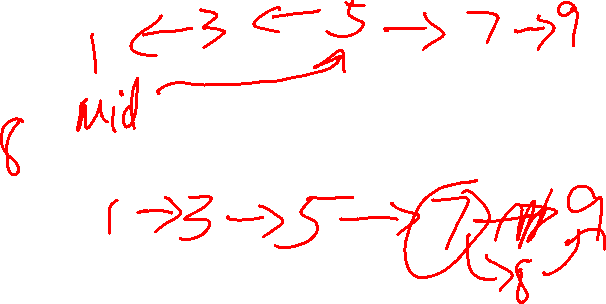 1 ← 3 ← 5 → 7 → 9
Mid
8
1 → 3 → 5 → 7 → 9
8